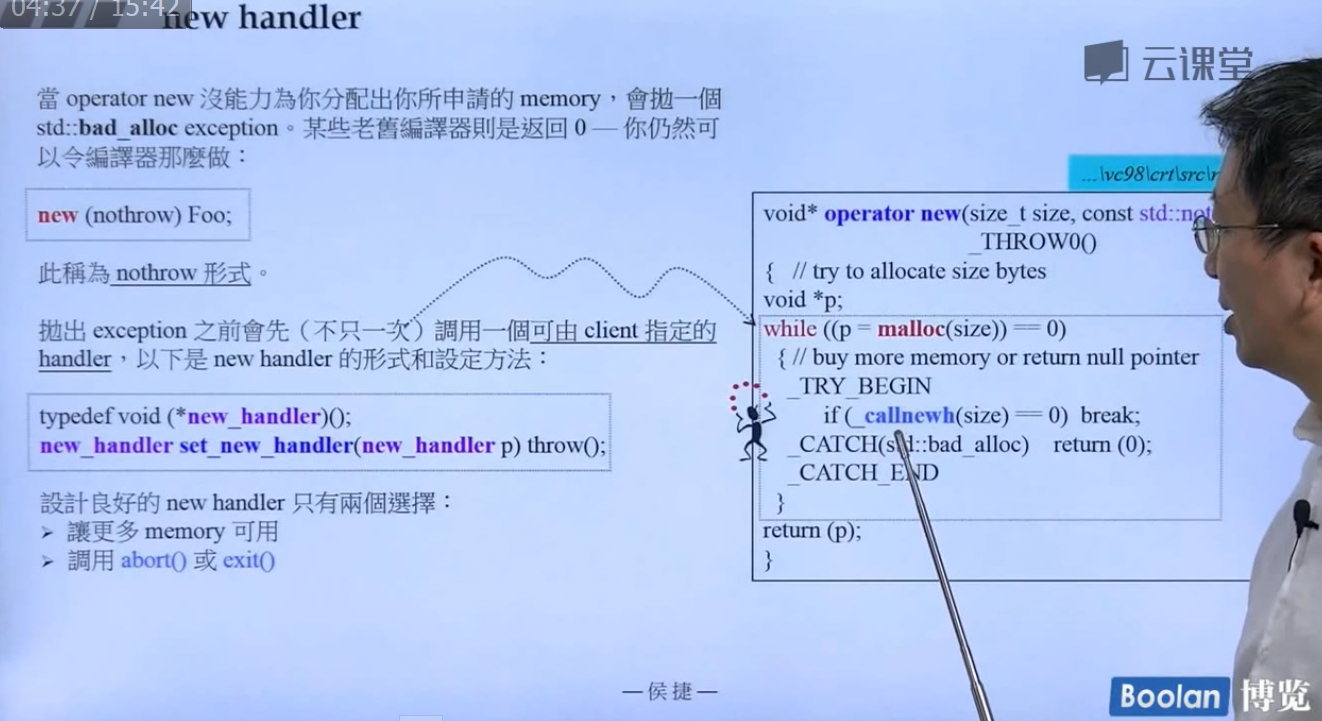 04:37 / 15:42
new handler
云课堂
當 operator new 沒能力為你分配出你所申請的 memory，會拋一個
std::bad_alloc exception。某些老舊編譯器則是返回 0 — 你仍然可
以令編譯器那麼做：
new (nothrow) Foo;
此稱為 nothrow 形式。
拋出 exception 之前會先（不只一次）調用一個可由 client 指定的
handler，以下是 new handler 的形式和設定方法：
typedef void (*new_handler)();
new_handler set_new_handler(new_handler p) throw();
設計良好的 new handler 只有兩個選擇：
➢ 讓更多 memory 可用
➢ 調用 abort() 或 exit()
...\vc98\crt\src\
void* operator new(size_t size, const std::
_THROW0()
{ // try to allocate size bytes
void *p;
while ((p = malloc(size)) == 0)
{ // buy more memory or return null pointer
_TRY_BEGIN
if (_callnewh(size) == 0) break;
_CATCH(std::bad_alloc) return (0);
_CATCH_END
}
return (p);
}
—侯捷—
Boolan 博览